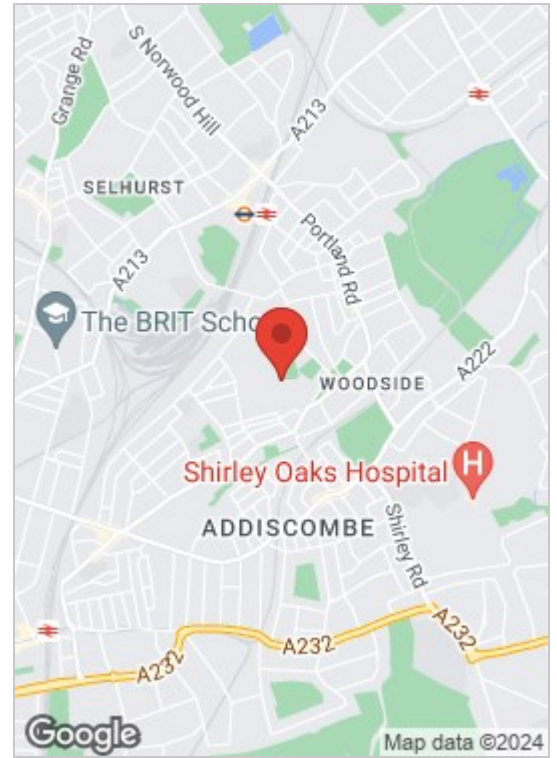 Grange Rd
S Norwood Hill
A213
SELHURST
Portland Rd
A213
The BRIT Scho
WOODSIDE
A222
Shirley Oaks Hospital
H
ADDISCOMBE
Shirley Rd
A232
A232
A232
Google
Map data ©2024